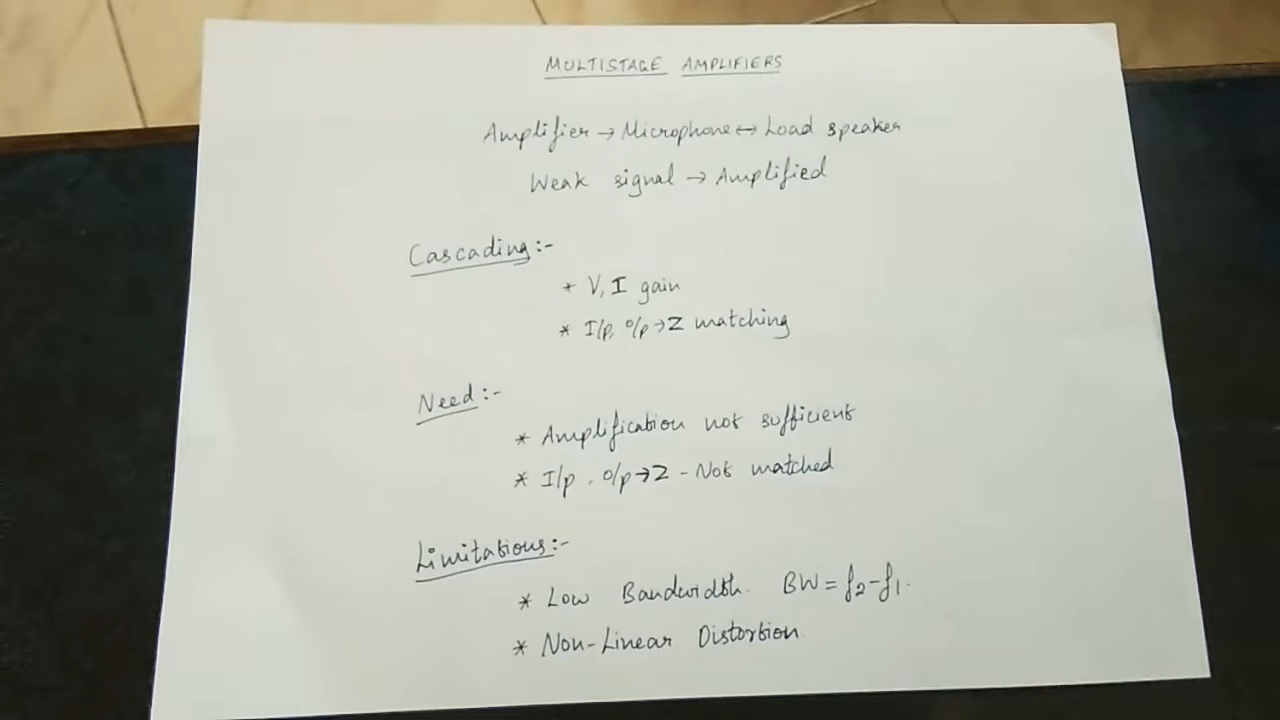 MULTISTAGE AMPLIFIERS
Amplifier → Microphone ↔ Load speaker
Weak signal → Amplified
Cascading:-
* V, I gain
* I/p, o/p → Z matching
Need:-
* Amplification not sufficient
* I/p, o/p → Z - Not matched
Limitations:-
* Low Bandwidth. BW = f2-f1.
* Non-Linear Distortion.